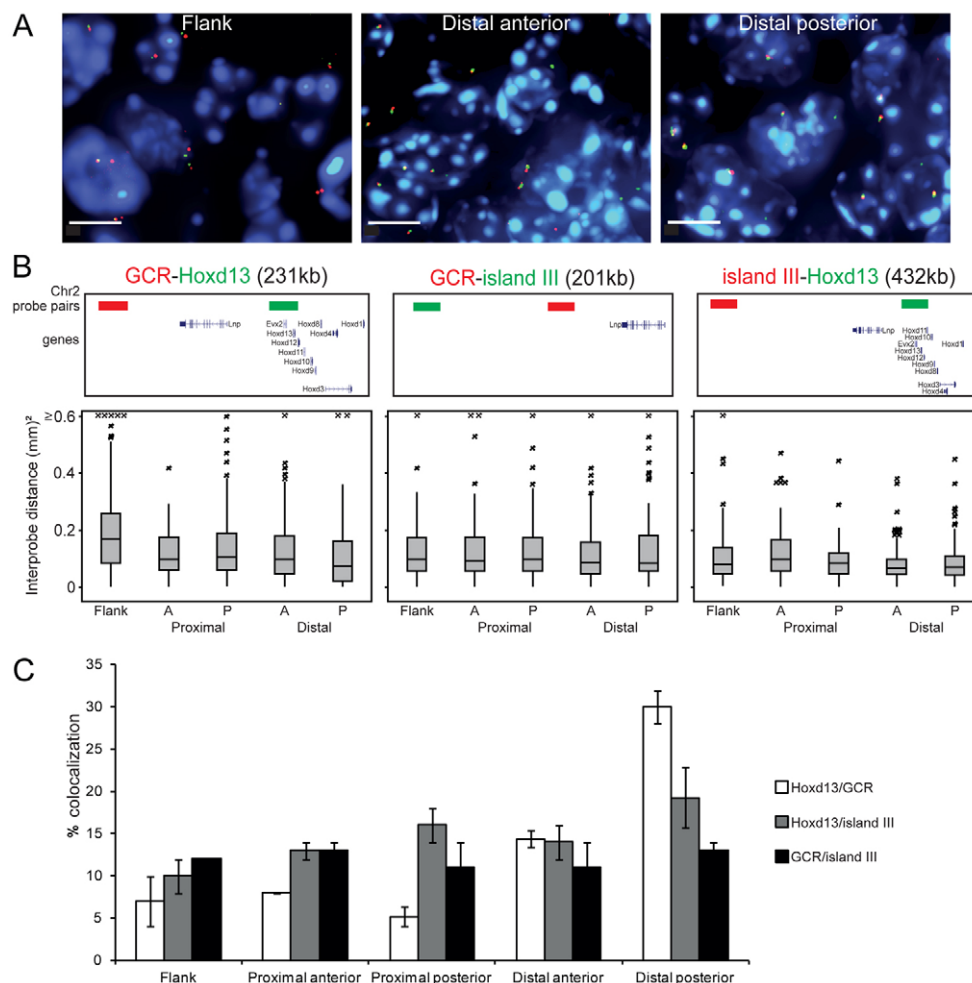 A
Flank
Distal anterior
Distal posterior
B
GCR-Hoxd13 (231kb)
GCR-island III (201kb)
island III-Hoxd13 (432kb)
Chr2
probe pairs
genes
Lnp
Evx2
Hoxd8
Hoxd1
Hoxd13
Hoxd4
Hoxd12
Hoxd11
Hoxd10
Hoxd9
Hoxd3
Lnp
Lnp
Hoxd11
Hoxd10
Evx2
Hoxd1
Hoxd13
Hoxd12
Hoxd9
Hoxd8
Hoxd3
Hoxd4
Interprobe distance (mm)²
≥0.6
0.4
0.2
0
Flank A P A P
Proximal Distal
Flank A P A P
Proximal Distal
Flank A P A P
Proximal Distal
C
% colocalization
35
30
25
20
15
10
5
0
Flank
Proximal anterior
Proximal posterior
Distal anterior
Distal posterior
Hoxd13/GCR
Hoxd13/island III
GCR/island III